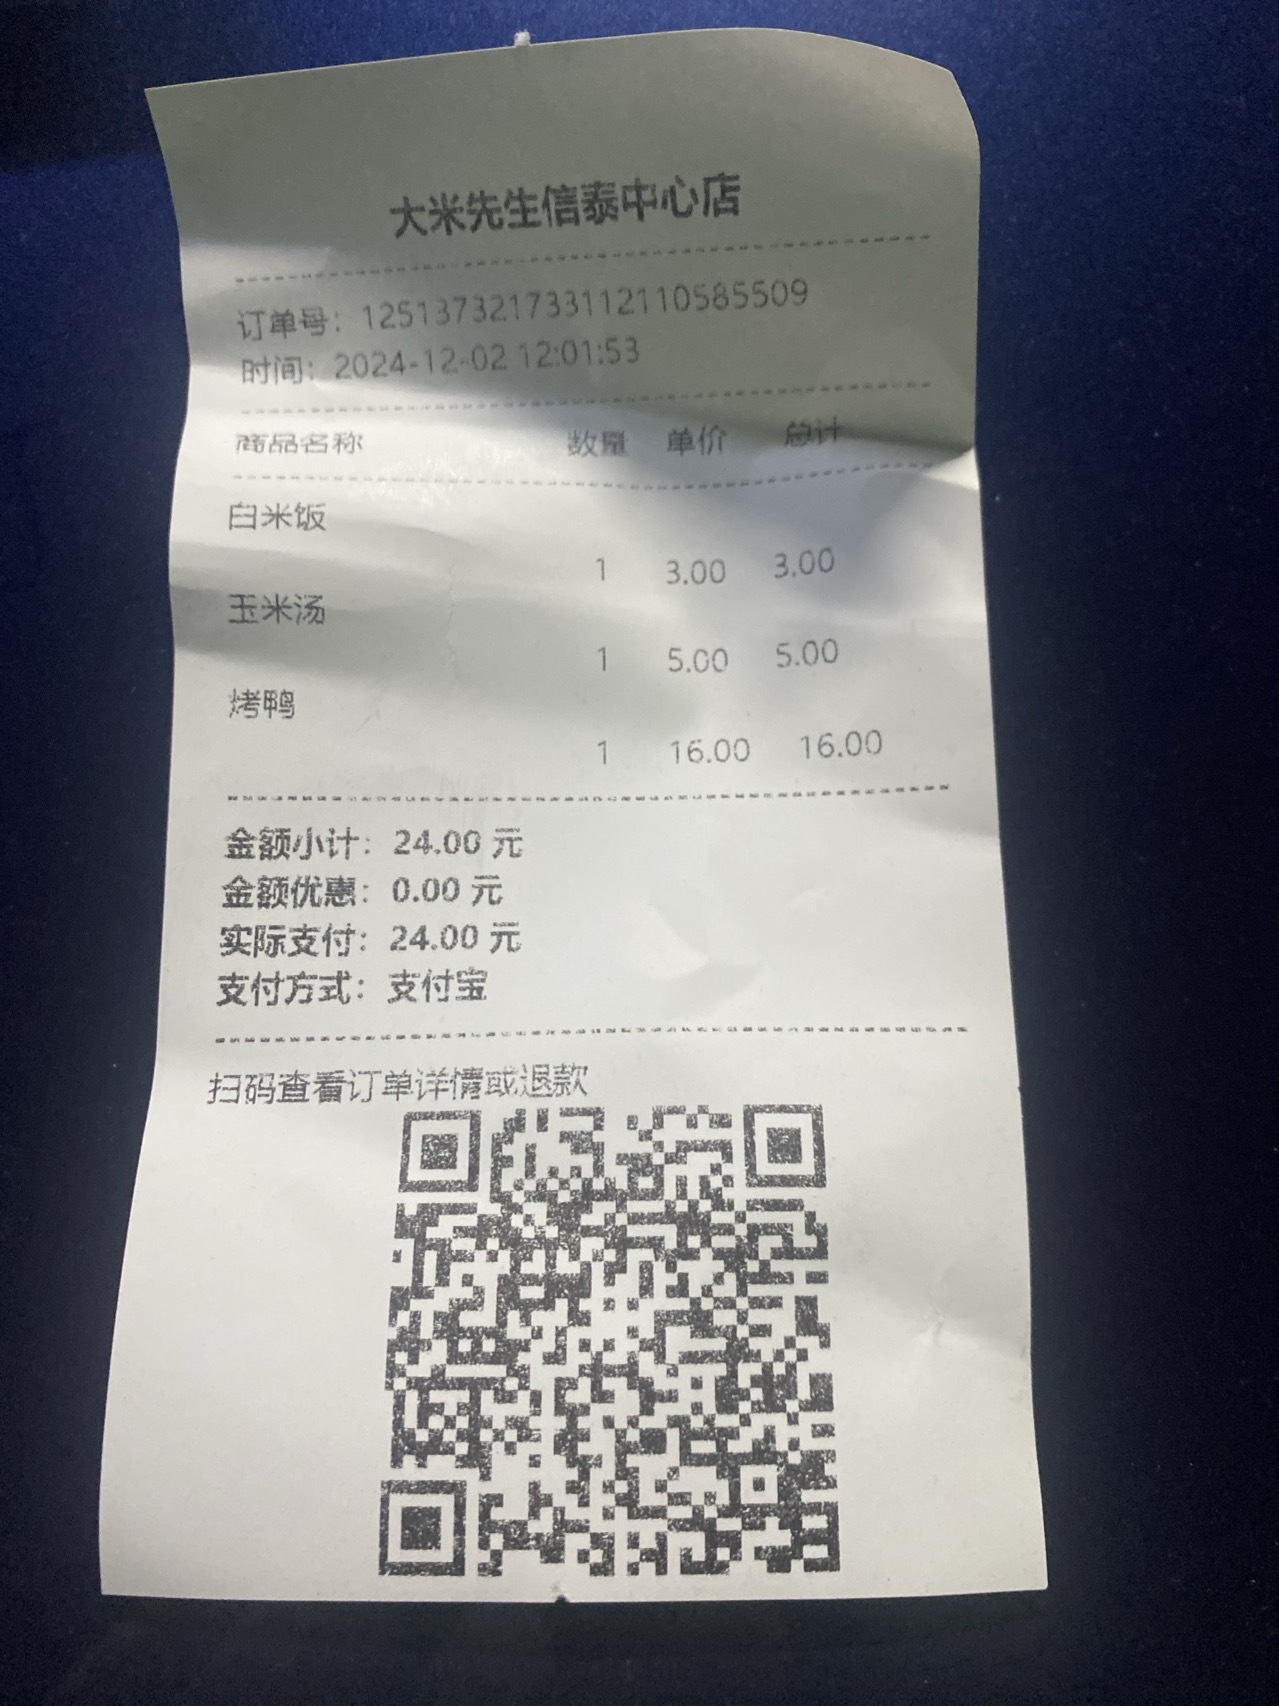 大米先生信泰中心店
订单号：1251373217331121​10585509
时间：2024-12-02 12:01:53
商品名称 数量 单价 总计
白米饭
1 3.00 3.00
玉米汤
1 5.00 5.00
烤鸭
1 16.00 16.00
金额小计：24.00 元
金额优惠：0.00 元
实际支付：24.00 元
支付方式：支付宝
扫码查看订单详情或退款